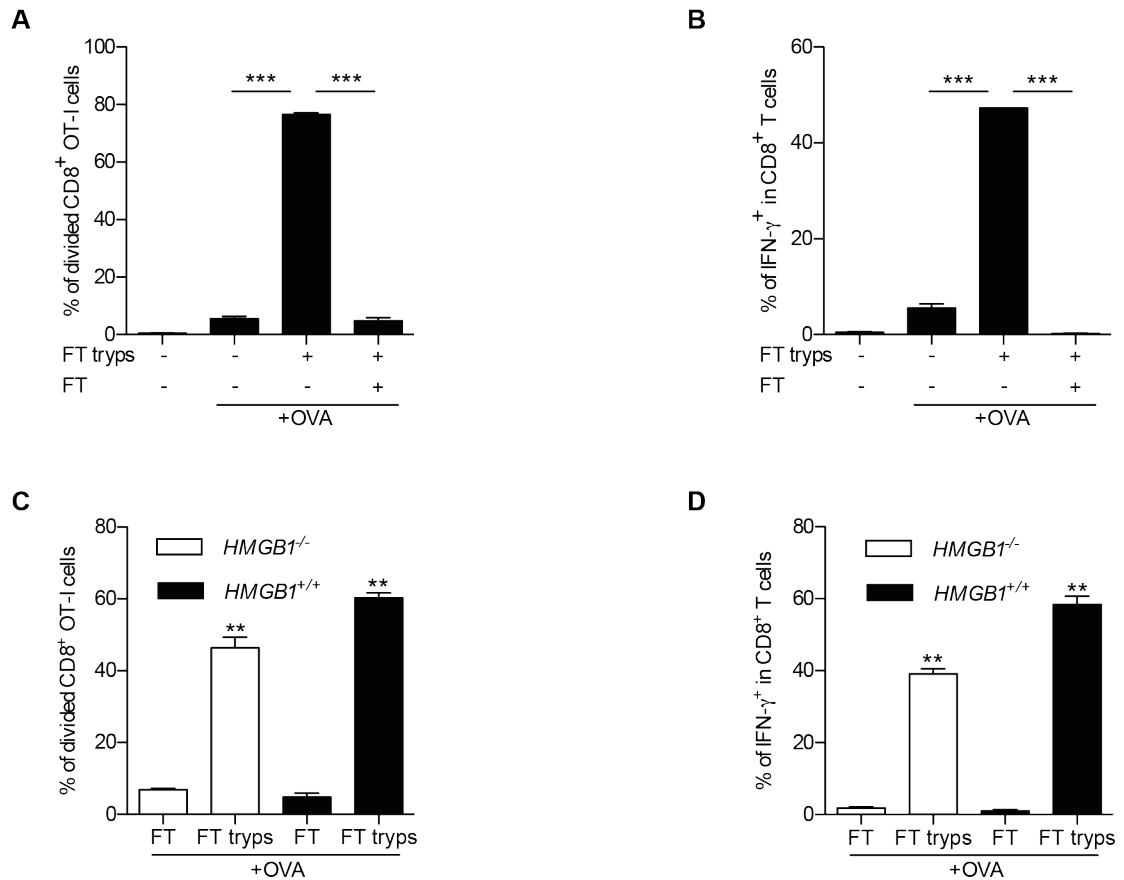 A
% of divided CD8+ OT-I cells
100
80
60
40
20
0
*** ***
FT tryps - - + +
FT - - - +
+OVA
B
% of IFN-γ+ in CD8+ T cells
60
40
20
0
*** ***
FT tryps - - + +
FT - - - +
+OVA
C
% of divided CD8+ OT-I cells
80
60
40
20
0
HMGB1-/-
HMGB1+/+
** **
FT FT tryps FT FT tryps
+OVA
D
% of IFN-γ+ in CD8+ T cells
80
60
40
20
0
HMGB1-/-
HMGB1+/+
** **
FT FT tryps FT FT tryps
+OVA